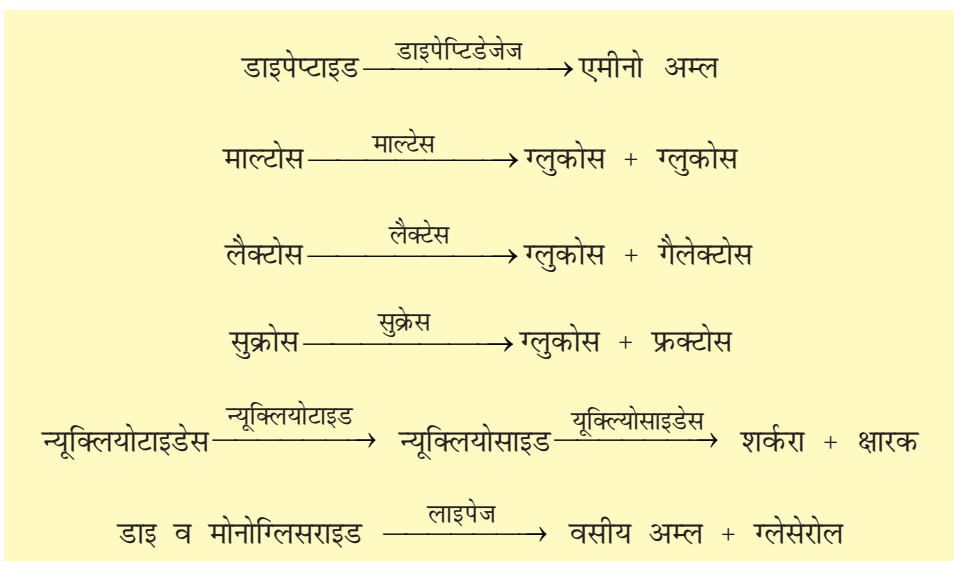 डाइपेप्टाइड डाइपेप्टिडेजेज → एमीनो अम्ल
माल्टोस माल्टेस → ग्लुकोस + ग्लुकोस
लैक्टोस लैक्टेस → ग्लुकोस + गैलेक्टोस
सुक्रोस सुक्रेस → ग्लुकोस + फ्रक्टोस
न्यूक्लियोटाइडेस न्यूक्लियोटाइड → न्यूक्लियोसाइड यूक्ल्योसाइडेस → शर्करा + क्षारक
डाइ व मोनोग्लिसराइड लाइपेज → वसीय अम्ल + ग्लेसेरोल